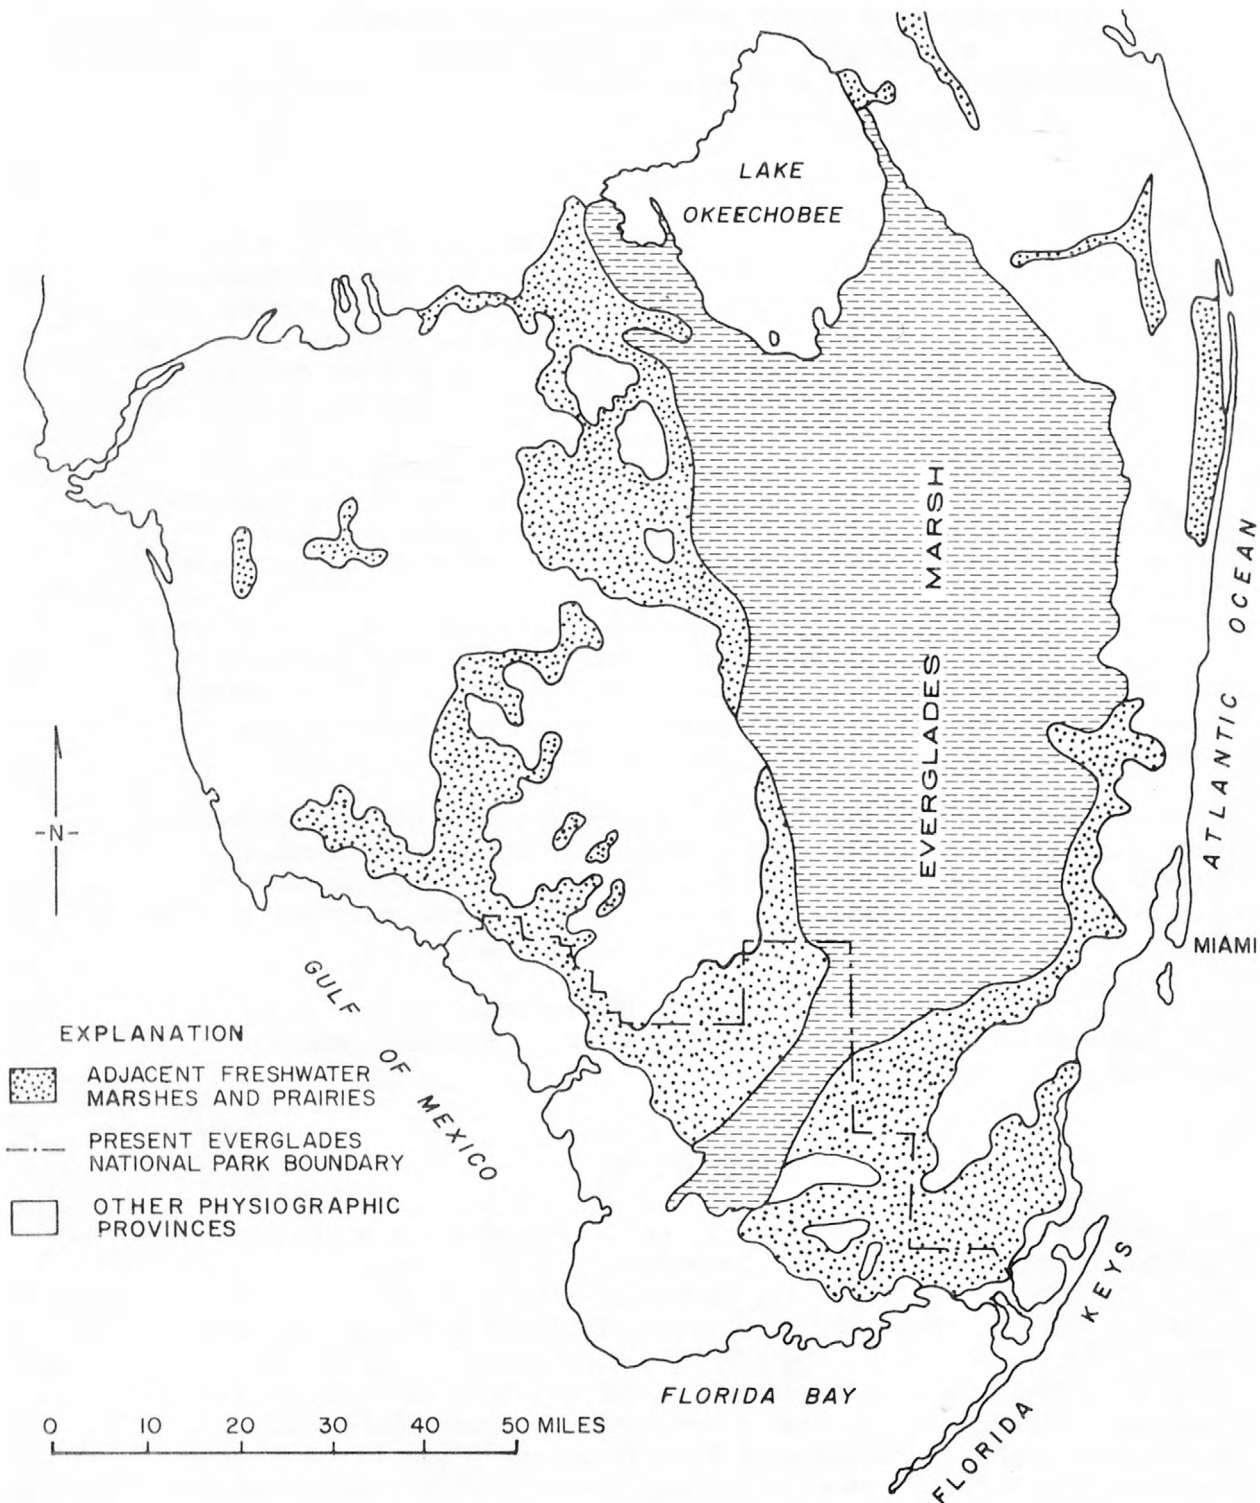 LAKE
OKEECHOBEE
EVERGLADES MARSH
ATLANTIC OCEAN
-N-
MIAMI
GULF OF MEXICO
EXPLANATION
ADJACENT FRESHWATER
MARSHES AND PRAIRIES
PRESENT EVERGLADES
NATIONAL PARK BOUNDARY
OTHER PHYSIOGRAPHIC
PROVINCES
FLORIDA KEYS
FLORIDA BAY
0 10 20 30 40 50 MILES